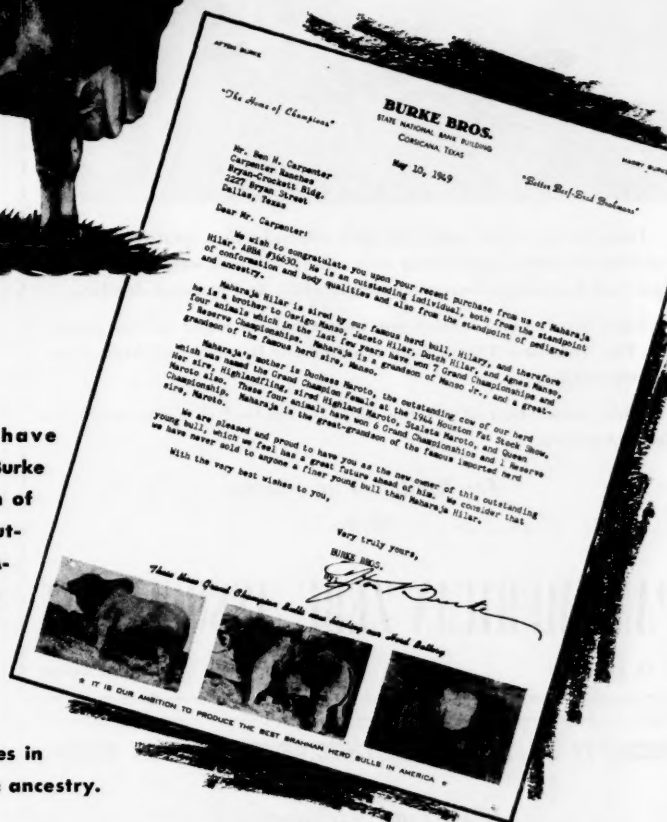 AFTON BURKE
HARRY BURKE
"The Home of Champions"
BURKE BROS.
STATE NATIONAL BANK BUILDING
CORSICANA, TEXAS
"Better Beef-Bred Brahmans"
May 10, 1949
Mr. Ben H. Carpenter
Carpenter Ranches
Bryan-Crockett Bldg.
2227 Bryan Street
Dallas, Texas
Dear Mr. Carpenter:
We wish to congratulate you upon your recent purchase from us of Maharaja
Hilar, ABBA #36630. He is an outstanding individual, both from the standpoint
of conformation and body qualities and also from the standpoint of pedigree
and ancestry.
Maharaja Hilar is sired by our famous herd bull, Hilary, and therefore
he is a brother to Osrigo Manso, Jaceto Hilar, Dutch Hilar, and Agnes Manso,
four animals which in the last few years have won 7 Grand Championships and
5 Reserve Championships. Maharaja is a grandson of Manso Jr., and a great-
grandson of the famous herd sire, Manso.
Maharaja's mother is Duchess Maroto, the outstanding cow of our herd
which was named the Grand Champion Female at the 1944 Houston Fat Stock Show.
Her sire, Highlandfling, sired Highland Maroto, Staleta Maroto, and Queen
Maroto also. These four animals have won 6 Grand Championships and 1 Reserve
Championship. Maharaja is the great-grandson of the famous imported herd
sire, Maroto.
We are pleased and proud to have you as the new owner of this outstanding
young bull, which we feel has a great future ahead of him. We consider that
we have never sold to anyone a finer young bull than Maharaja Hilar.
With the very best wishes to you,
Very truly yours,
BURKE BROS.
Afton Burke
These Three Grand Champion Bulls are heading our Herd Battery
★ IT IS OUR AMBITION TO PRODUCE THE BEST BRAHMAN HERD BULLS IN AMERICA ★
have
Burke
n of
ut-
es in
ancestry.